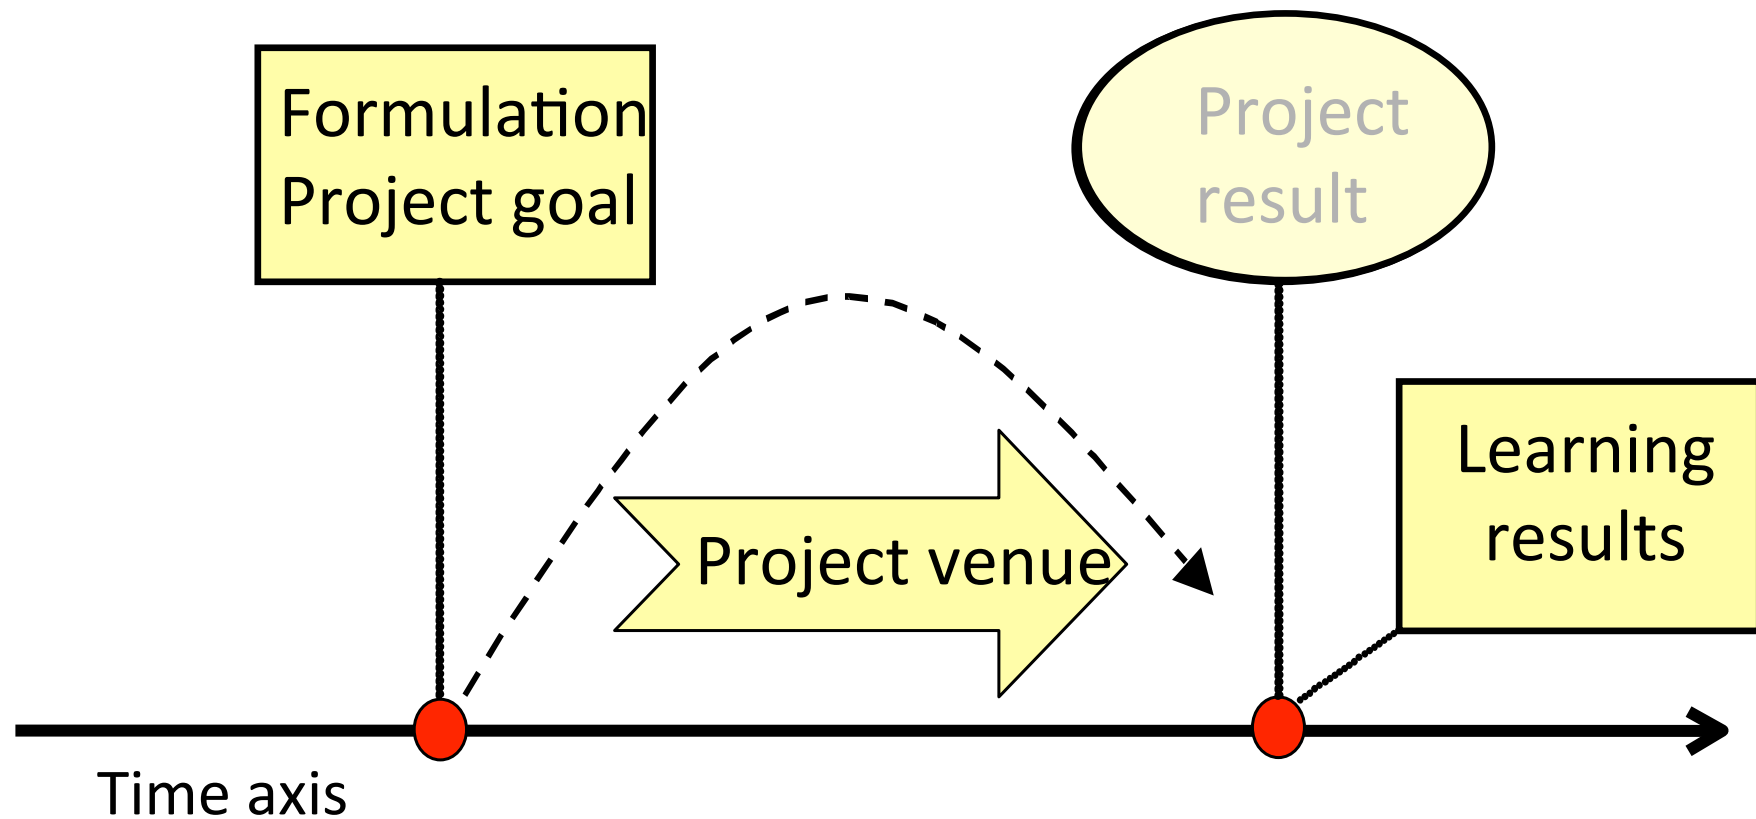 Formulation
Project goal
Project
result
Project venue
Learning
results
Time axis